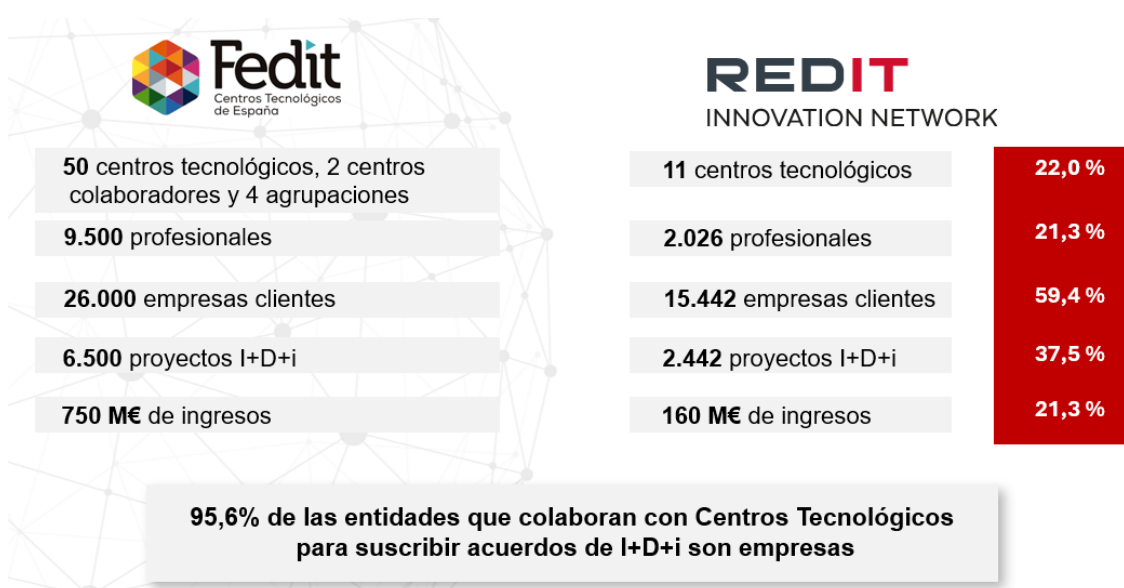 Fedit
Centros Tecnológicos
de España
50 centros tecnológicos, 2 centros
colaboradores y 4 agrupaciones
9.500 profesionales
26.000 empresas clientes
6.500 proyectos I+D+i
750 M€ de ingresos
REDIT
INNOVATION NETWORK
11 centros tecnológicos
22,0 %
2.026 profesionales
21,3 %
15.442 empresas clientes
59,4 %
2.442 proyectos I+D+i
37,5 %
160 M€ de ingresos
21,3 %
95,6% de las entidades que colaboran con Centros Tecnológicos
para suscribir acuerdos de I+D+i son empresas